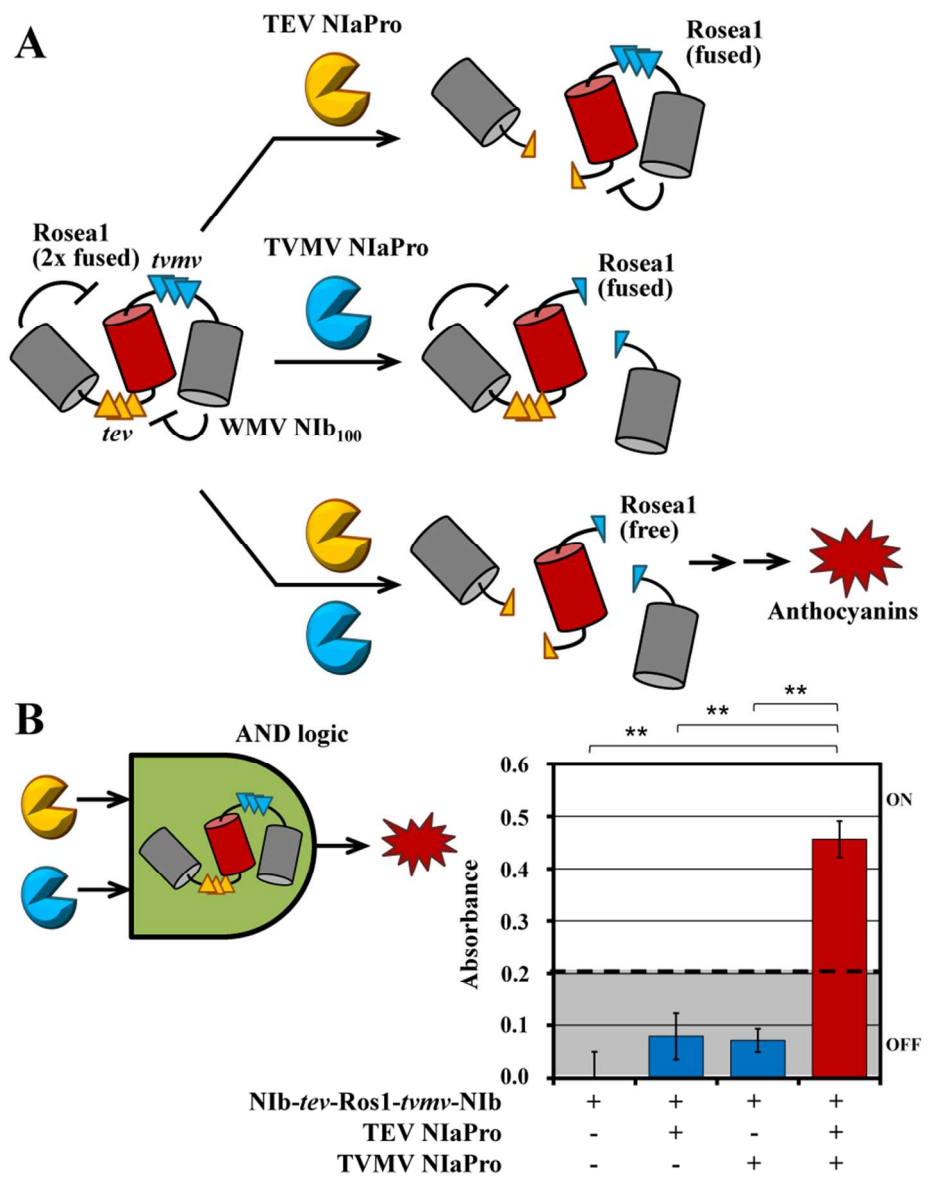 A
TEV NIaPro
Rosea1
(fused)
Rosea1
(2x fused)
tvmv
TVMV NIaPro
Rosea1
(fused)
tev
WMV NIb100
Rosea1
(free)
Anthocyanins
B
AND logic
**
**
**
0.6
0.5
0.4
0.3
0.2
0.1
0.0
Absorbance
ON
OFF
NIb-tev-Ros1-tvmv-NIb + + + +
TEV NIaPro - + - +
TVMV NIaPro - - + +